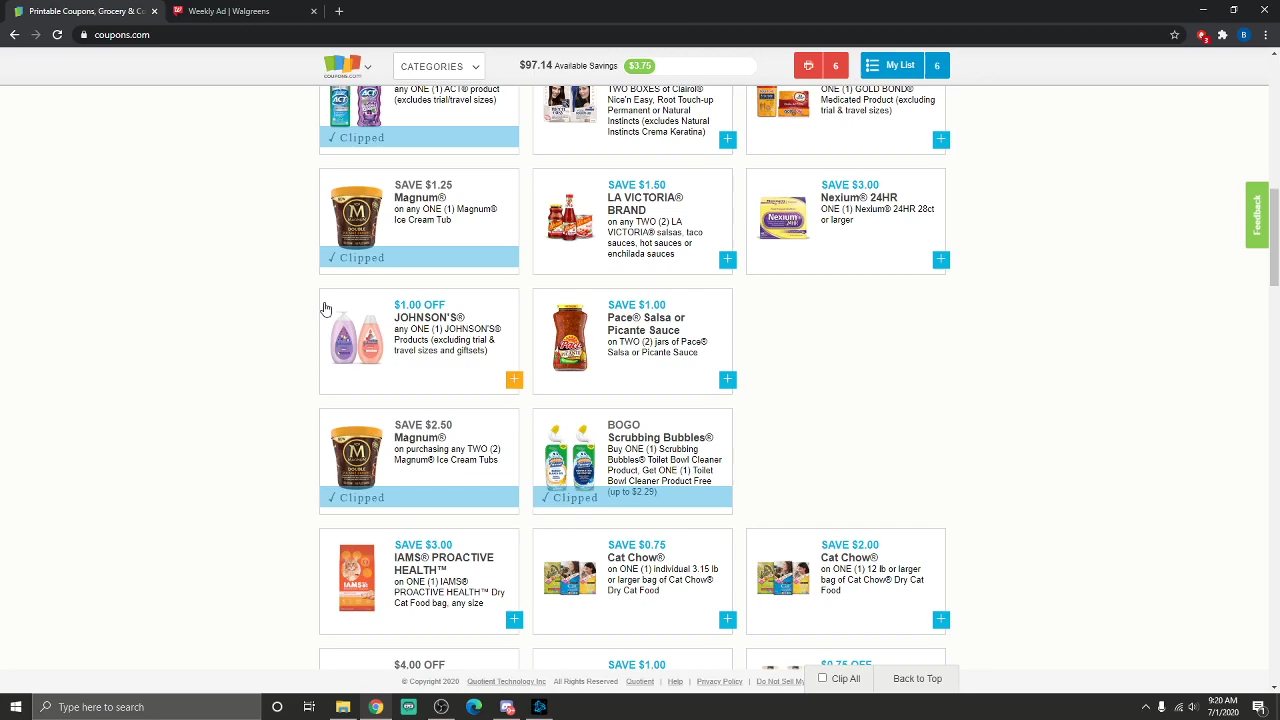 Printable Coupons, Grocery & Co
Weekly Ad | Walgreens
coupons.com
COUPONS.COM
CATEGORIES
$97.14 Available Savings
$3.75
6
My List
6
any ONE (1) ACT® product
(excludes trial/travel sizes)
✓ Clipped
TWO BOXES of Clairol®
Nice'n Easy, Root Touch-up
Permanent or Natural
Instincts (excludes Natural
Instincts Crema Keratina)
+
ONE (1) GOLD BOND®
Medicated Product (excluding
trial & travel sizes)
+
SAVE $1.25
Magnum®
on any ONE (1) Magnum®
Ice Cream Tub
✓ Clipped
SAVE $1.50
LA VICTORIA®
BRAND
on any TWO (2) LA
VICTORIA® salsas, taco
sauces, hot sauces or
enchilada sauces
+
SAVE $3.00
Nexium® 24HR
ONE (1) Nexium® 24HR 28ct
or larger
Nexium
+
$1.00 OFF
JOHNSON'S®
any ONE (1) JOHNSON'S®
Products (excluding trial &
travel sizes and giftsets)
+
SAVE $1.00
Pace® Salsa or
Picante Sauce
on TWO (2) jars of Pace®
Salsa or Picante Sauce
+
SAVE $2.50
Magnum®
on purchasing any TWO (2)
Magnum® Ice Cream Tubs
✓ Clipped
BOGO
Scrubbing Bubbles®
Buy ONE (1) Scrubbing
Bubbles® Toilet Bowl Cleaner
Product, Get ONE (1) Toilet
Bowl Cleaner Product Free
(up to $2.29)
✓ Clipped
SAVE $3.00
IAMS® PROACTIVE
HEALTH™
on ONE (1) IAMS®
PROACTIVE HEALTH™ Dry
Cat Food bag, any size
IAMS
+
SAVE $0.75
Cat Chow®
on ONE (1) individual 3.15 lb
or larger bag of Cat Chow®
Dry Cat Food
+
SAVE $2.00
Cat Chow®
on ONE (1) 12 lb or larger
bag of Cat Chow® Dry Cat
Food
+
$4.00 OFF
SAVE $1.00
$0.75 OFF
Feedback
© Copyright 2020 Quotient Technology Inc All Rights Reserved Quotient | Help | Privacy Policy | Do Not Sell My
Clip All
Back to Top
Type here to search
9:20 AM
7/1/2020